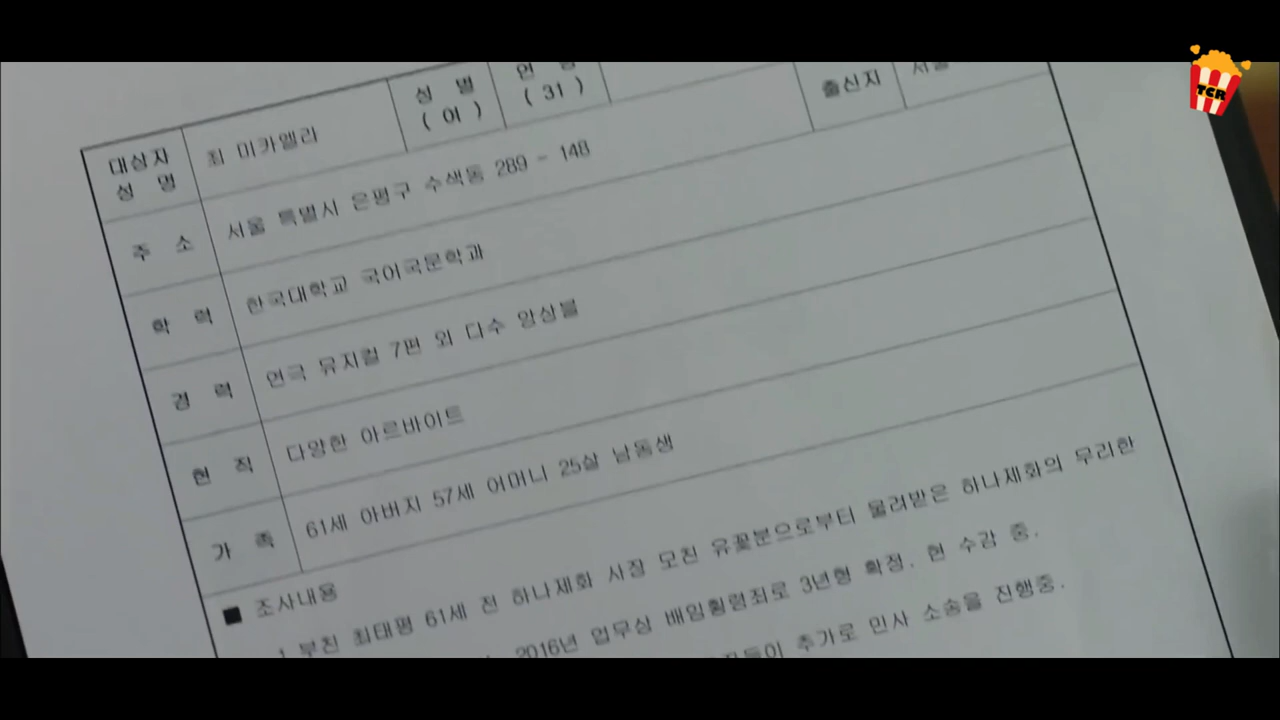 TCR
성 별
( 여 )
( 31 )
출신지
서울
대상자
성 명
최 미카엘라
주 소
서울 특별시 은평구 수색동 289 - 148
학 력
한국대학교 국어국문학과
경 력
연극 뮤지컬 7편 외 다수 앙상블
현 직
다양한 아르바이트
가 족
61세 아버지 57세 어머니 25살 남동생
■ 조사내용
1 부친 최태평 61세 전 하나제화 사장 모친 유꽃분으로부터 물려받은 하나제화의 무리한
2016년 업무상 배임횡령죄로 3년형 확정. 현 수감 중.
추가로 민사 소송을 진행중.